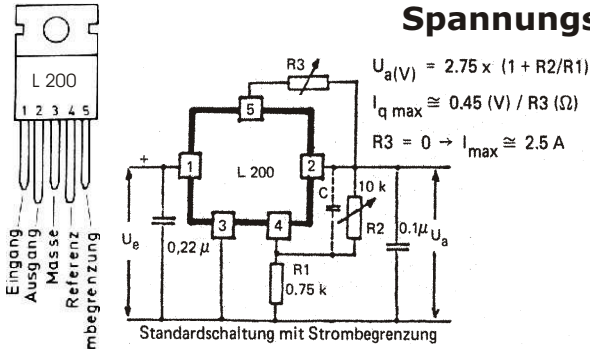 Spannungs
L 200
1 2 3 4 5
Eingang
Ausgang
Masse
Referenz
mbegrenzung
R3
5
1
L 200
2
3
4
+
U_e
0,22 µ
C
10 k
R2
R1
0.75 k
0.1µ
U_a
U_a(V) = 2.75 x (1 + R2/R1)
I_q max ≅ 0.45 (V) / R3 (Ω)
R3 = 0 → I_max ≅ 2.5 A
Standardschaltung mit Strombegrenzung